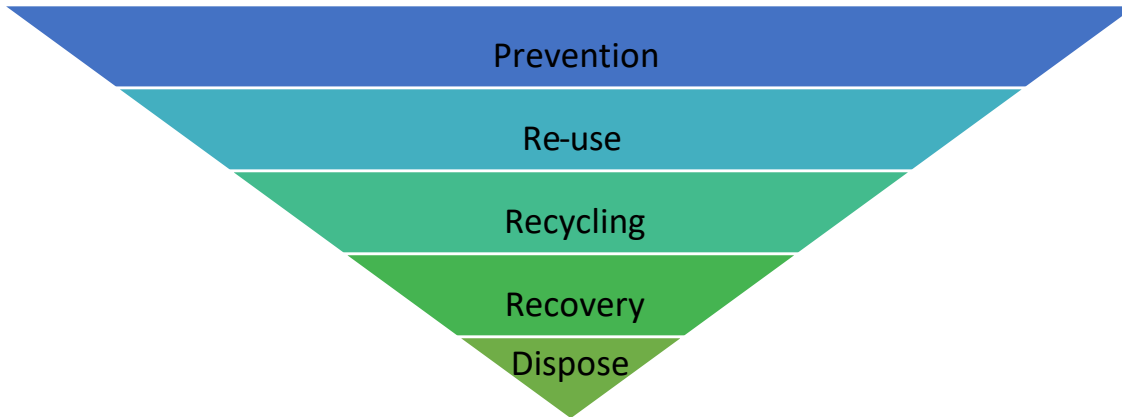 Prevention
Re-use
Recycling
Recovery
Dispose